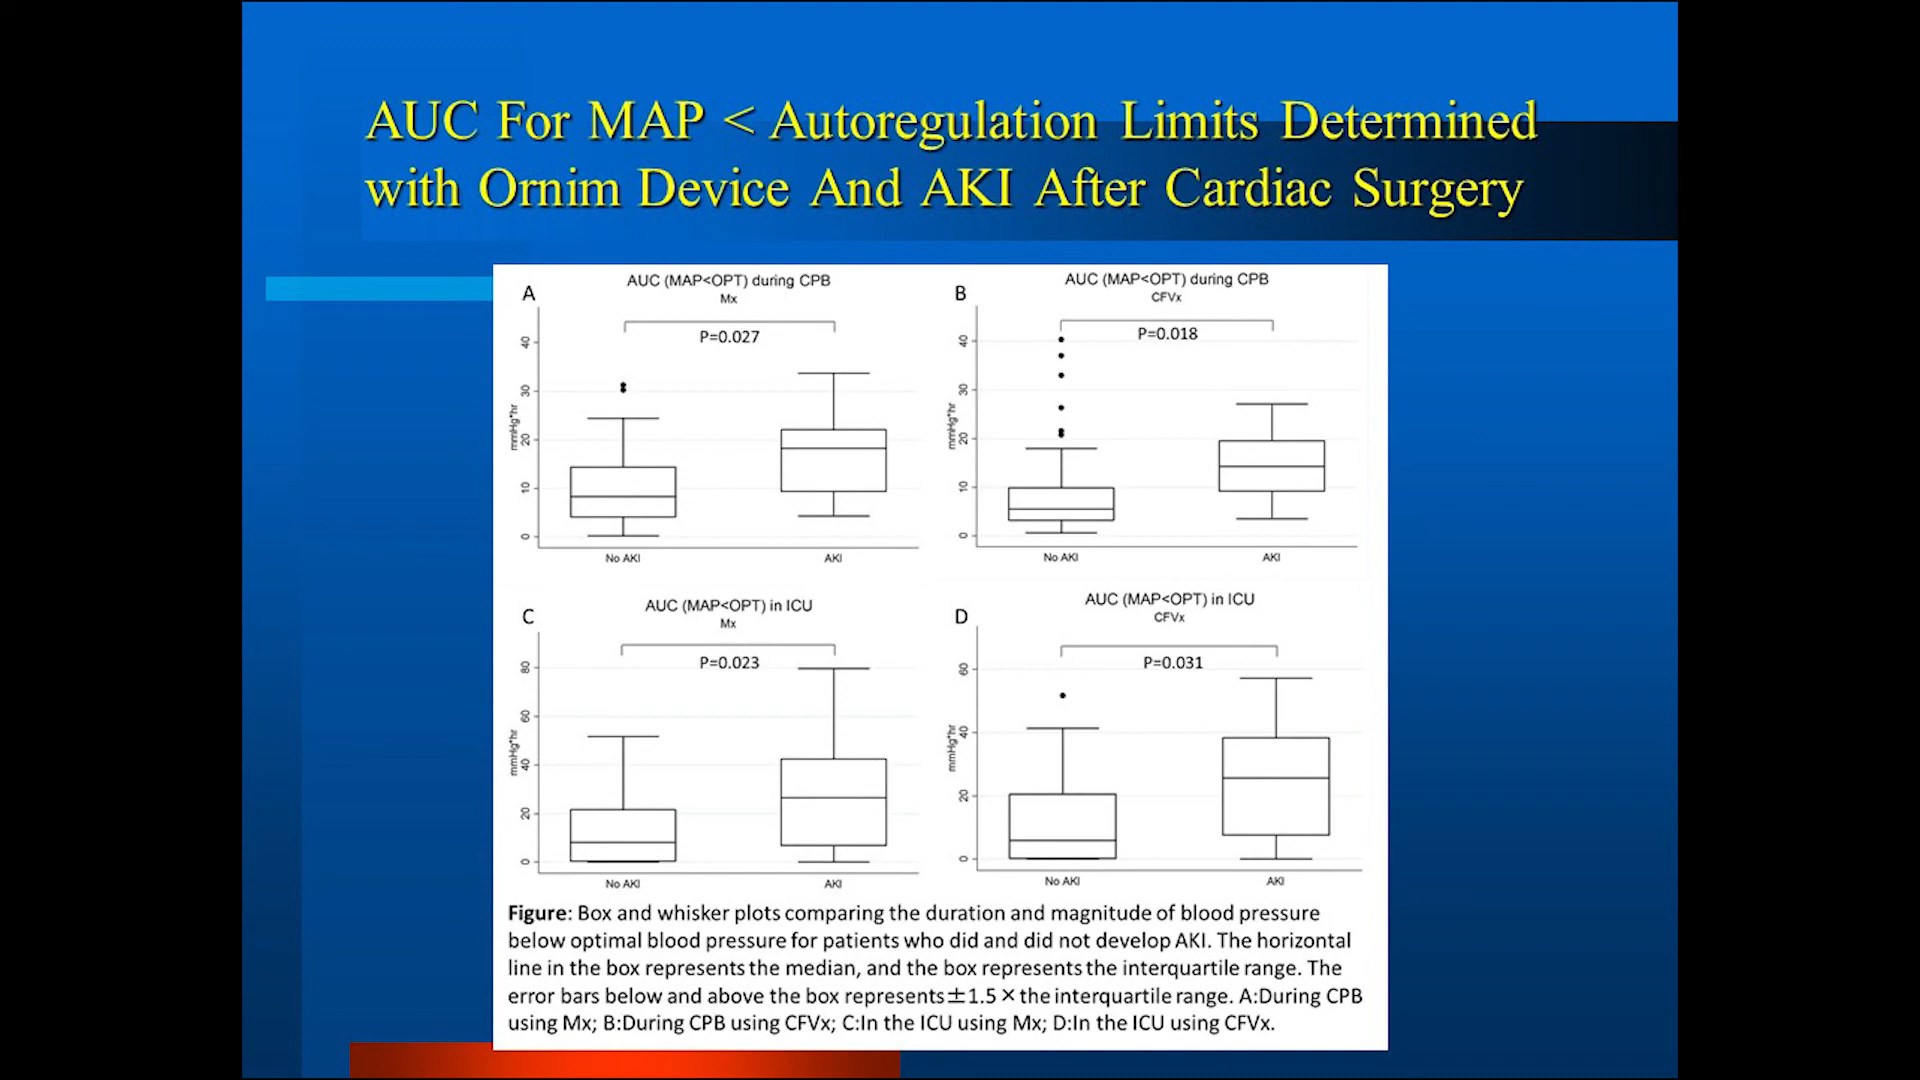 AUC For MAP < Autoregulation Limits Determined
with Ornim Device And AKI After Cardiac Surgery
A
AUC (MAP<OPT) during CPB
Mx
P=0.027
mmHg*hr
40
30
20
10
0
No AKI
AKI
B
AUC (MAP<OPT) during CPB
CFVx
P=0.018
mmHg*hr
40
30
20
10
0
No AKI
AKI
C
AUC (MAP<OPT) in ICU
Mx
P=0.023
mmHg*hr
80
60
40
20
0
No AKI
AKI
D
AUC (MAP<OPT) in ICU
CFVx
P=0.031
mmHg*hr
60
40
20
0
No AKI
AKI
Figure: Box and whisker plots comparing the duration and magnitude of blood pressure
below optimal blood pressure for patients who did and did not develop AKI. The horizontal
line in the box represents the median, and the box represents the interquartile range. The
error bars below and above the box represents ±1.5 × the interquartile range. A:During CPB
using Mx; B:During CPB using CFVx; C:In the ICU using Mx; D:In the ICU using CFVx.